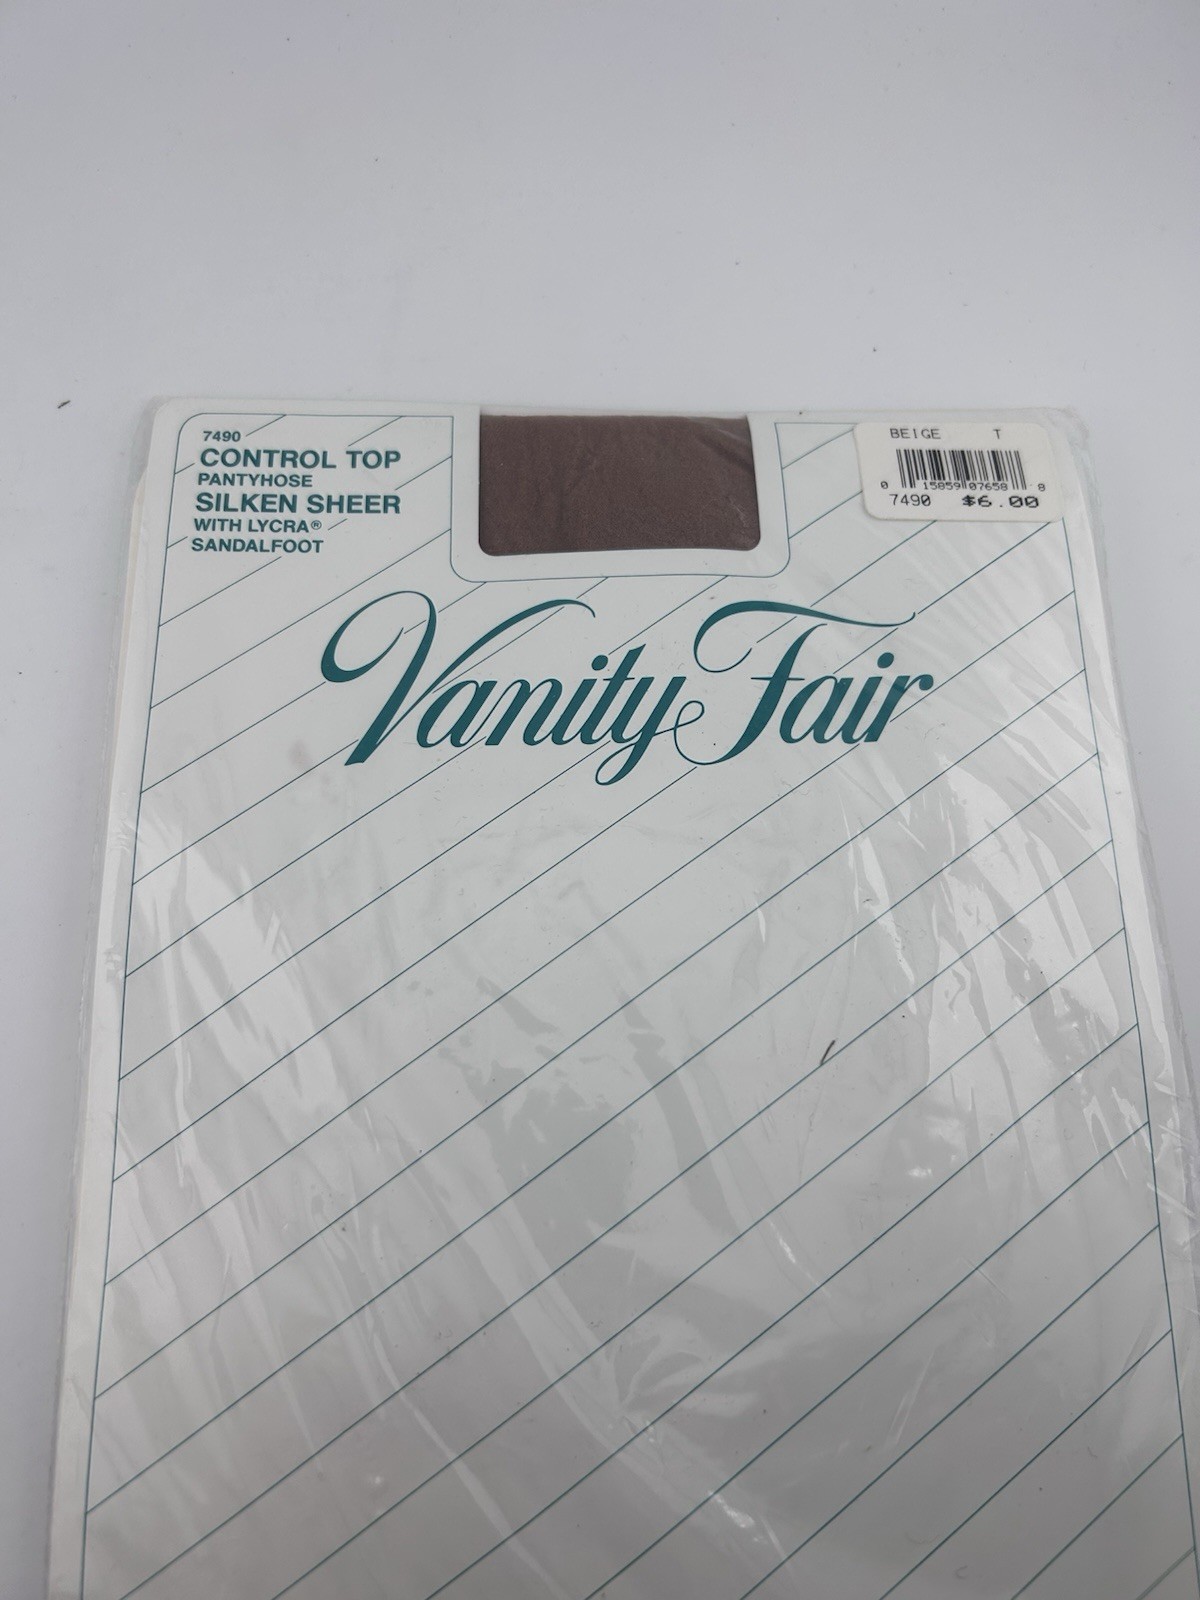 7490
CONTROL TOP
PANTYHOSE
SILKEN SHEER
WITH LYCRA®
SANDALFOOT
BEIGE T
0 15859 07658 8
7490 $6.00
Vanity Fair